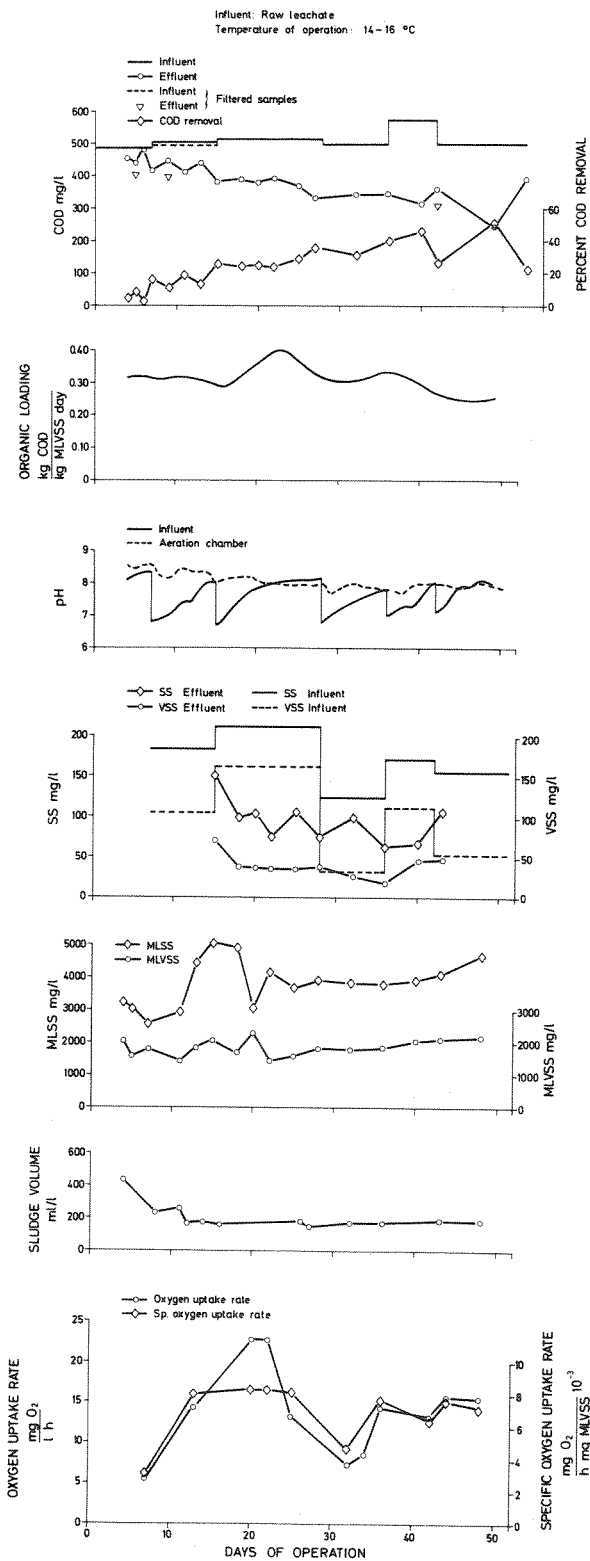 Influent: Raw leachate
Temperature of operation: 14-16 °C
Influent
Effluent
Influent
Effluent
Filtered samples
COD removal
600
500
400
300
200
100
0
COD mg/l
60
40
20
0
PERCENT COD REMOVAL
0.40
0.30
0.20
0.10
0
ORGANIC LOADING
kg COD
kg MLVSS day
Influent
Aeration chamber
9
8
7
6
pH
SS Effluent
SS Influent
VSS Effluent
VSS Influent
200
150
100
50
0
SS mg/l
200
150
100
50
0
VSS mg/l
MLSS
MLVSS
5000
4000
3000
2000
1000
0
MLSS mg/l
3000
2000
1000
0
MLVSS mg/l
600
400
200
0
SLUDGE VOLUME
ml/l
Oxygen uptake rate
Sp. oxygen uptake rate
25
20
15
10
5
0
OXYGEN UPTAKE RATE
mg O2
l h
10
8
6
4
2
0
SPECIFIC OXYGEN UPTAKE RATE
mg O2
h mg MLVSS 10-3
0 10 20 30 40 50
DAYS OF OPERATION